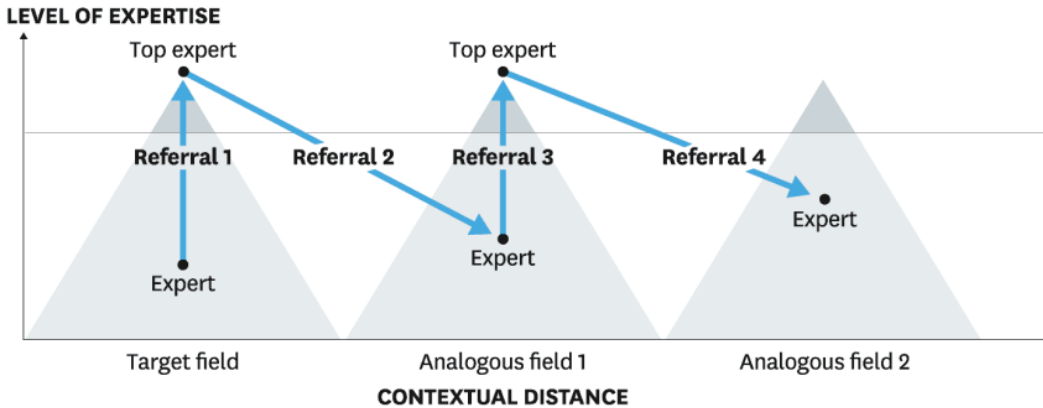 LEVEL OF EXPERTISE
Top expert
Top expert
Referral 1
Referral 2
Referral 3
Referral 4
Expert
Expert
Expert
Target field
Analogous field 1
Analogous field 2
CONTEXTUAL DISTANCE